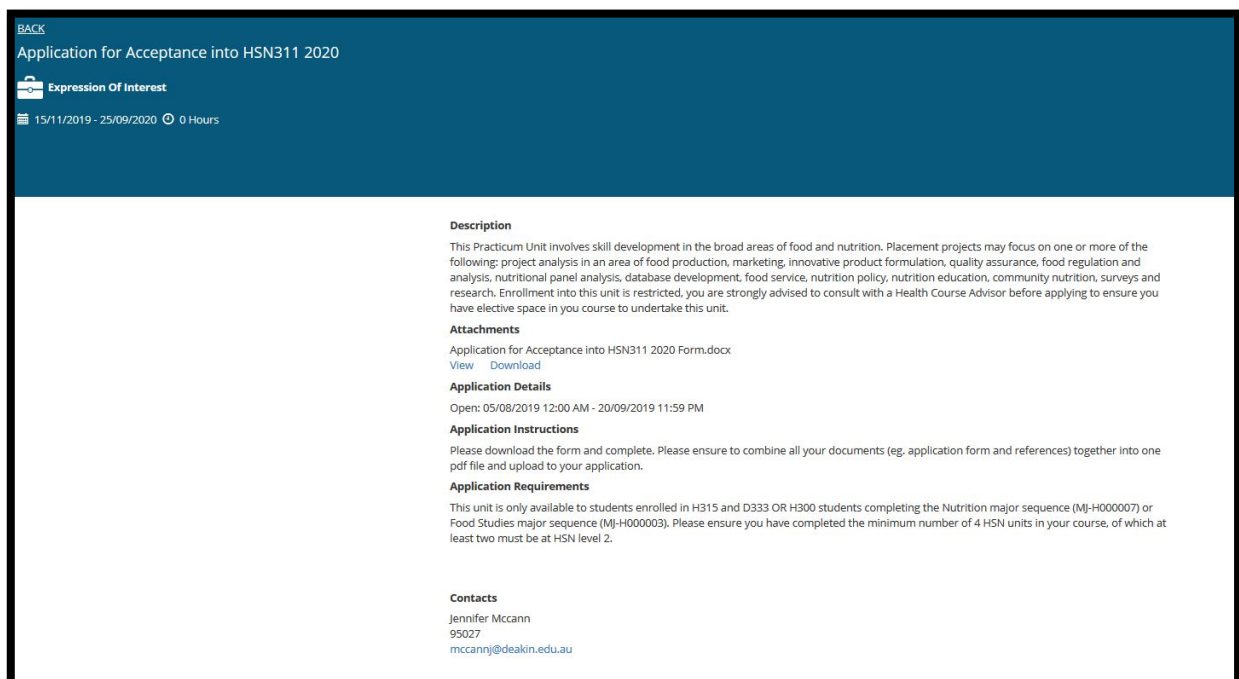 BACK
Application for Acceptance into HSN311 2020
Expression Of Interest
15/11/2019 - 25/09/2020 0 Hours
Description
This Practicum Unit involves skill development in the broad areas of food and nutrition. Placement projects may focus on one or more of the
following: project analysis in an area of food production, marketing, innovative product formulation, quality assurance, food regulation and
analysis, nutritional panel analysis, database development, food service, nutrition policy, nutrition education, community nutrition, surveys and
research. Enrollment into this unit is restricted, you are strongly advised to consult with a Health Course Advisor before applying to ensure you
have elective space in you course to undertake this unit.
Attachments
Application for Acceptance into HSN311 2020 Form.docx
View Download
Application Details
Open: 05/08/2019 12:00 AM - 20/09/2019 11:59 PM
Application Instructions
Please download the form and complete. Please ensure to combine all your documents (eg. application form and references) together into one
pdf file and upload to your application.
Application Requirements
This unit is only available to students enrolled in H315 and D333 OR H300 students completing the Nutrition major sequence (MJ-H000007) or
Food Studies major sequence (MJ-H000003). Please ensure you have completed the minimum number of 4 HSN units in your course, of which at
least two must be at HSN level 2.
Contacts
Jennifer Mccann
95027
mccannj@deakin.edu.au